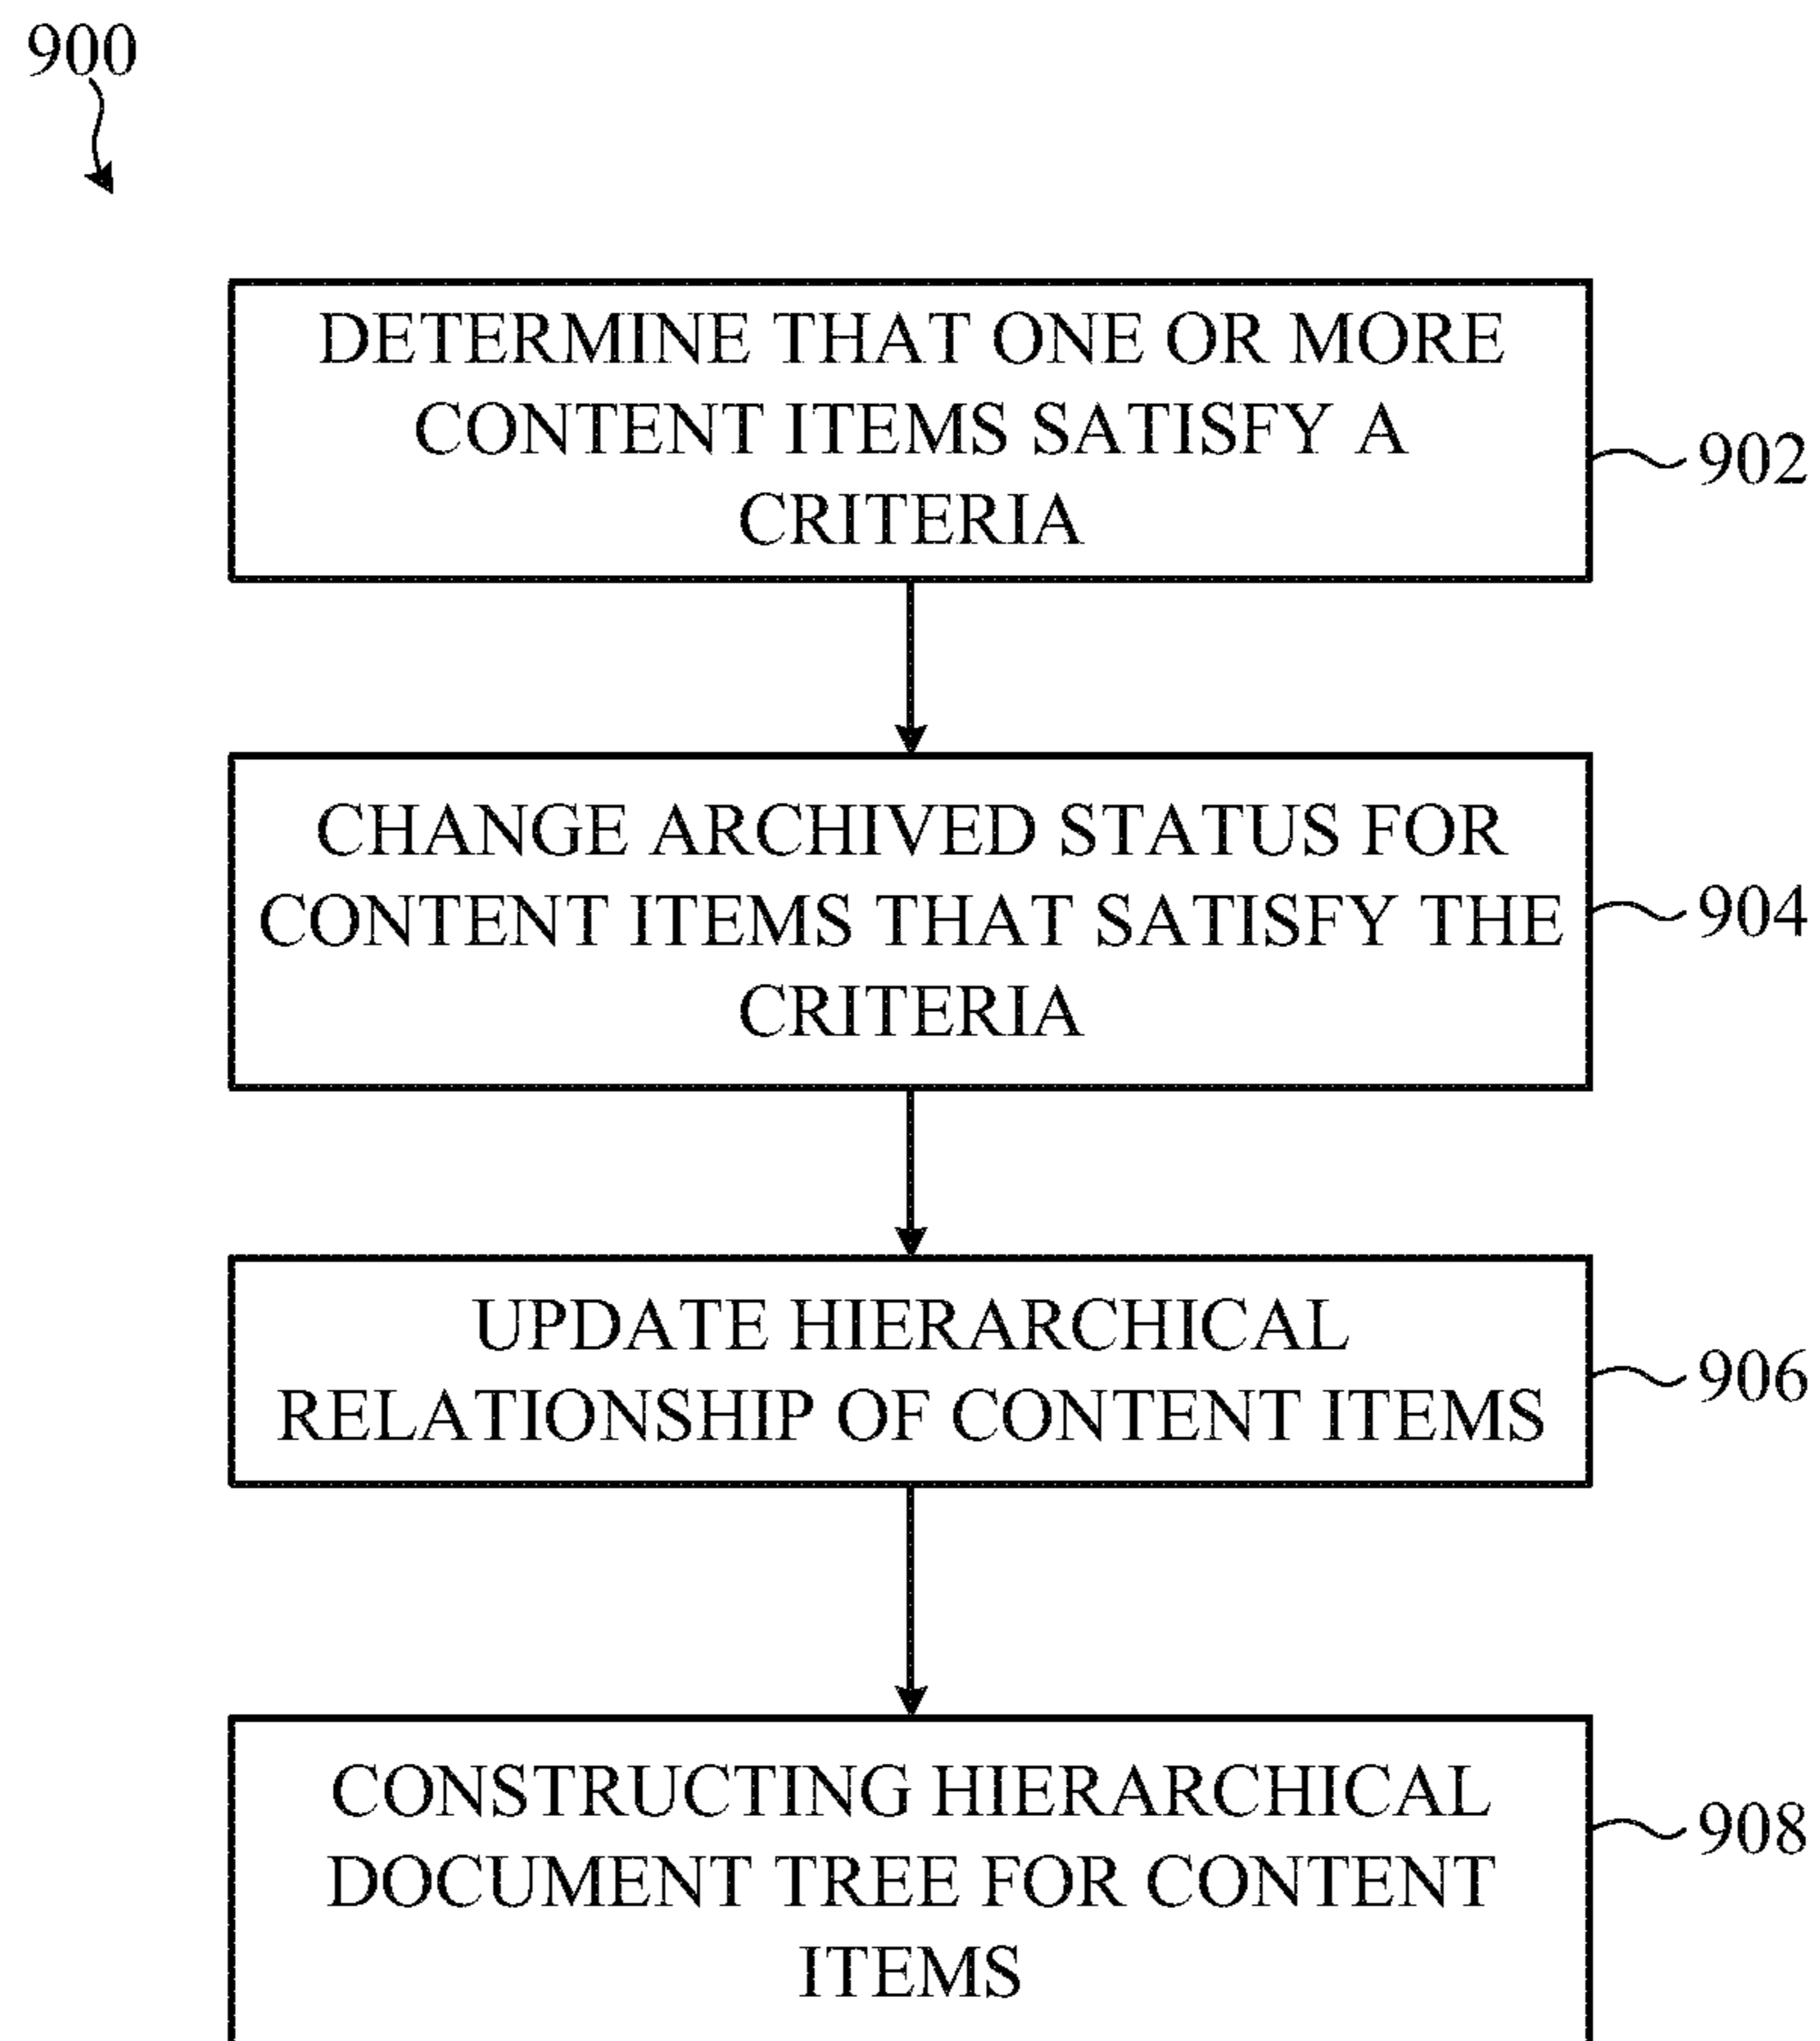 900
DETERMINE THAT ONE OR MORE
CONTENT ITEMS SATISFY A
CRITERIA
902
CHANGE ARCHIVED STATUS FOR
CONTENT ITEMS THAT SATISFY THE
CRITERIA
904
UPDATE HIERARCHICAL
RELATIONSHIP OF CONTENT ITEMS
906
CONSTRUCTING HIERARCHICAL
DOCUMENT TREE FOR CONTENT
ITEMS
908